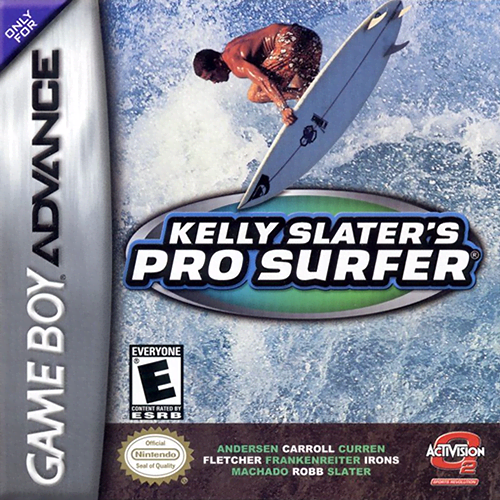 ONLY
FOR
GAME BOY ADVANCE
KELLY SLATER'S
PRO SURFER®
EVERYONE
E
CONTENT RATED BY
ESRB
Official
Nintendo
Seal of Quality
ANDERSEN CARROLL CURREN
FLETCHER FRANKENREITER IRONS
MACHADO ROBB SLATER
ACTIVISION
O2
SPORTS REVOLUTION